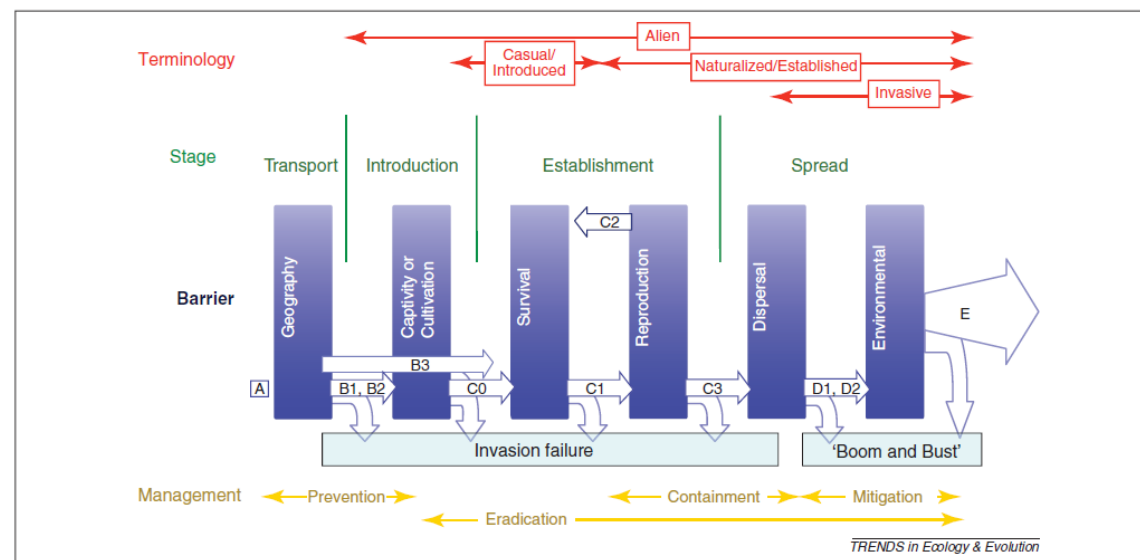 Terminology
Alien
Casual/
Introduced
Naturalized/Established
Invasive
Stage
Transport
Introduction
Establishment
Spread
Barrier
Geography
Captivity or
Cultivation
Survival
Reproduction
Dispersal
Environmental
C2
E
B3
A
B1, B2
C0
C1
C3
D1, D2
Invasion failure
'Boom and Bust'
Management
Prevention
Containment
Mitigation
Eradication
TRENDS in Ecology & Evolution